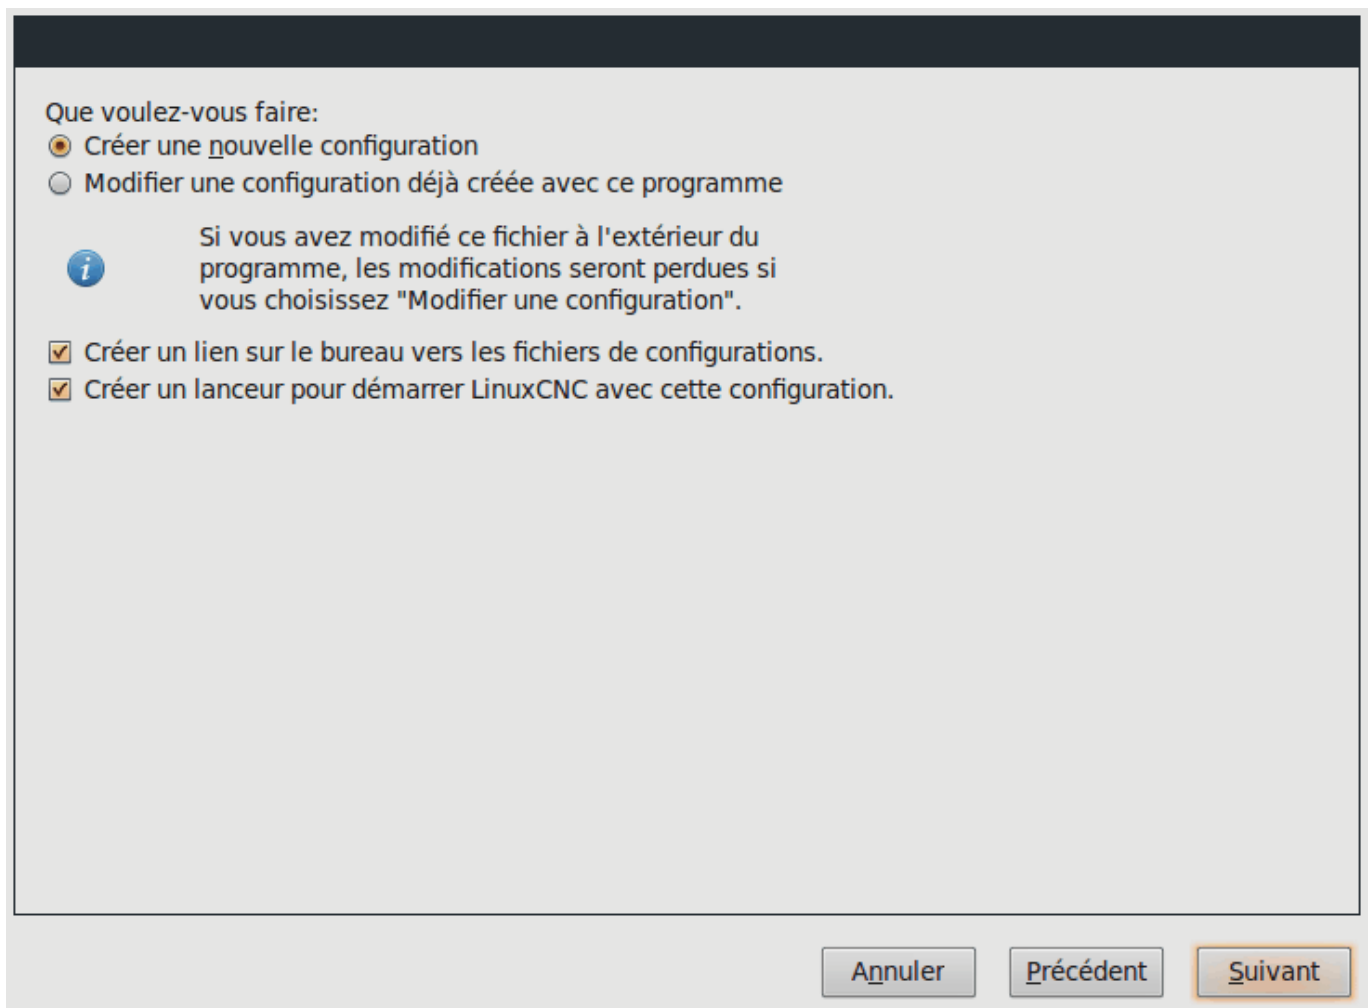 Que voulez-vous faire:
Créer une nouvelle configuration
Modifier une configuration déjà créée avec ce programme
Si vous avez modifié ce fichier à l'extérieur du
programme, les modifications seront perdues si
vous choisissez "Modifier une configuration".
Créer un lien sur le bureau vers les fichiers de configurations.
Créer un lanceur pour démarrer LinuxCNC avec cette configuration.
Annuler Précédent Suivant